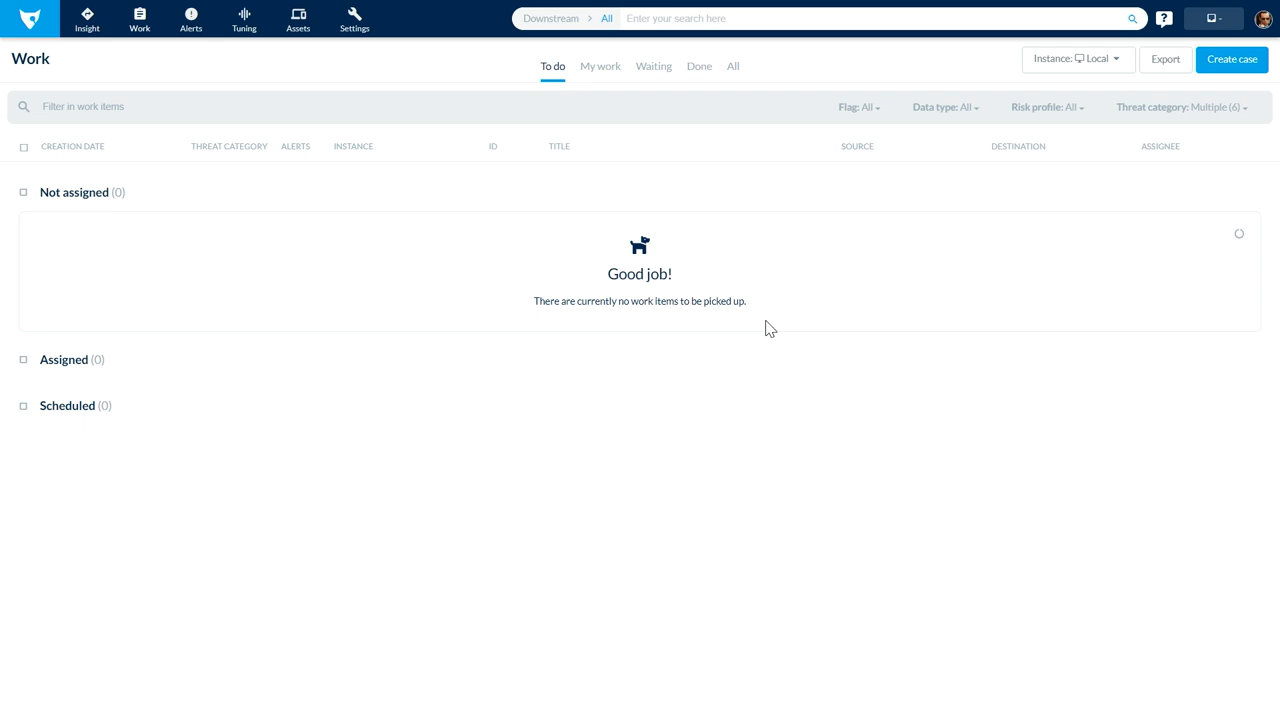 Insight Work Alerts Tuning Assets Settings Downstream > All Enter your search here
Work To do My work Waiting Done All Instance: Local Export Create case
Filter in work items Flag: All Data type: All Risk profile: All Threat category: Multiple (6)
CREATION DATE THREAT CATEGORY ALERTS INSTANCE ID TITLE SOURCE DESTINATION ASSIGNEE
Not assigned (0)
Good job!
There are currently no work items to be picked up.
Assigned (0)
Scheduled (0)